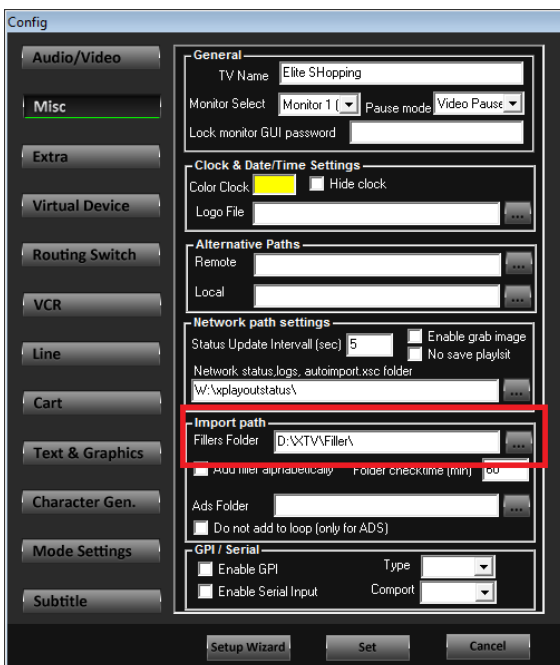 Config
Audio/Video
Misc
Extra
Virtual Device
Routing Switch
VCR
Line
Cart
Text & Graphics
Character Gen.
Mode Settings
Subtitle
General
TV Name Elite SHopping
Monitor Select Monitor 1 ( Pause mode Video Pause
Lock monitor GUI password
Clock & Date/Time Settings
Color Clock Hide clock
Logo File ...
Alternative Paths
Remote ...
Local ...
Network path settings
Status Update Intervall (sec) 5 Enable grab image
No save playlsit
Network status,logs, autoimport.xsc folder
W:\xplayoutstatus\ ...
Import path
Fillers Folder D:\XTV\Filler\ ...
Add filler alphabetically Folder checktime (min) 60
Ads Folder ...
Do not add to loop (only for ADS)
GPI / Serial
Enable GPI Type
Enable Serial Input Comport
Setup Wizard Set Cancel